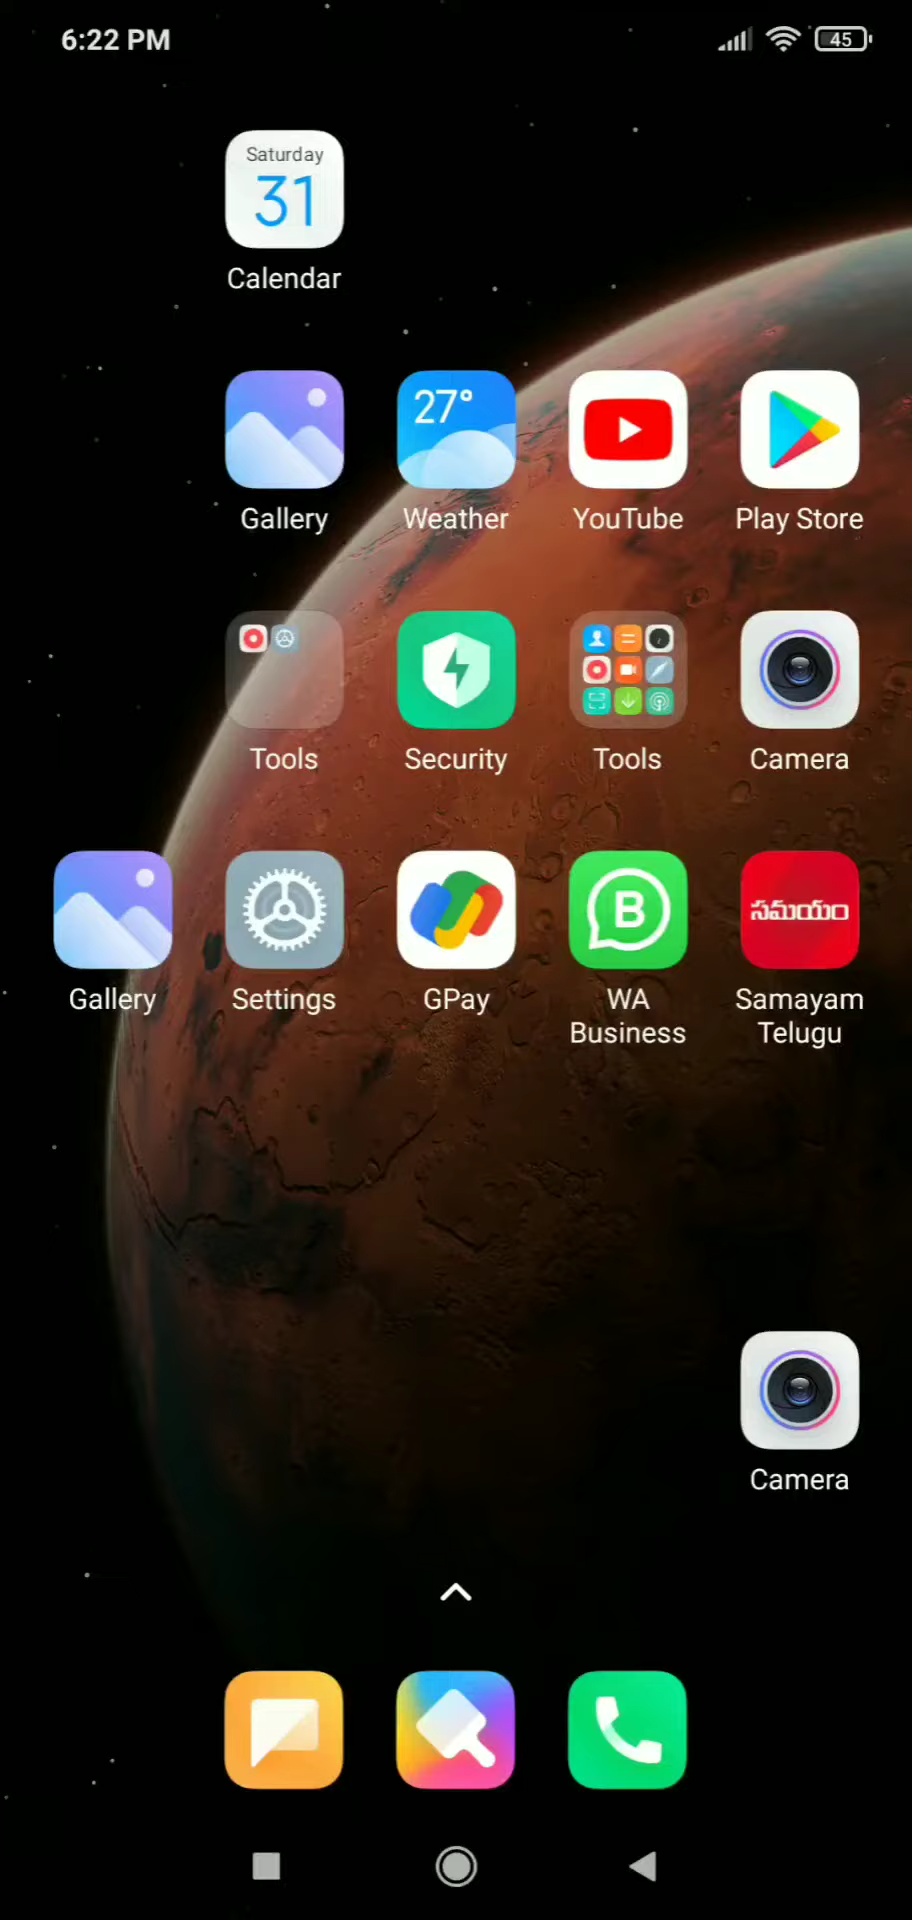 6:22 PM
45
Saturday
31
Calendar
27°
Gallery
Weather
YouTube
Play Store
Tools
Security
Tools
Camera
B
సమయం
Gallery
Settings
GPay
WA
Business
Samayam
Telugu
Camera